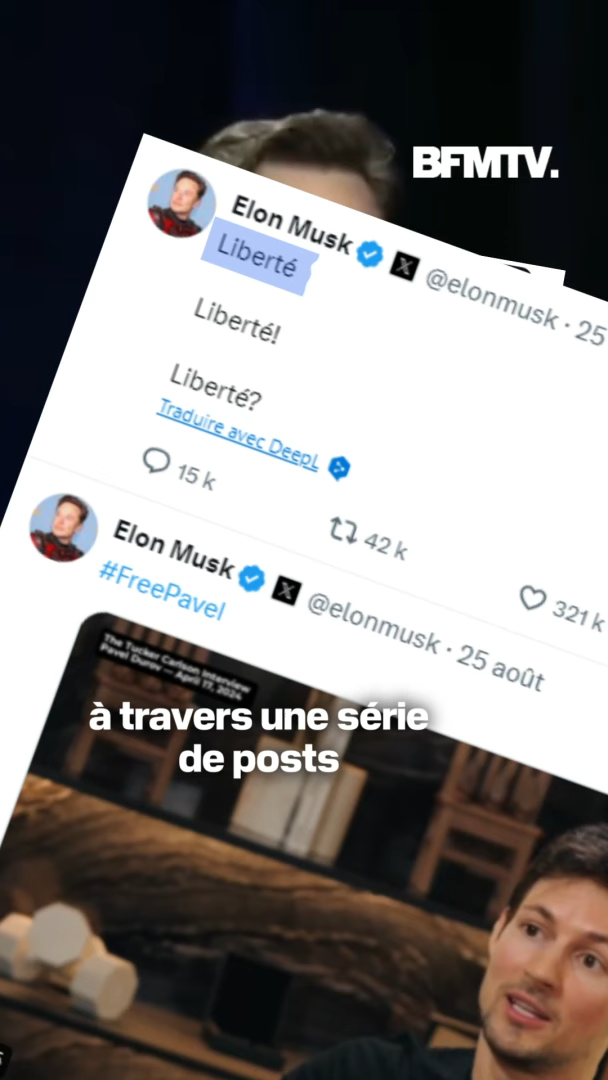 BFMTV.
Elon Musk @elonmusk · 25
Liberté
Liberté!
Liberté?
Traduire avec DeepL
15 k 42 k 321 k
Elon Musk @elonmusk · 25 août
#FreePavel
The Tucker Carlson Interview
Pavel Durov — April 17, 2024
à travers une série
de posts